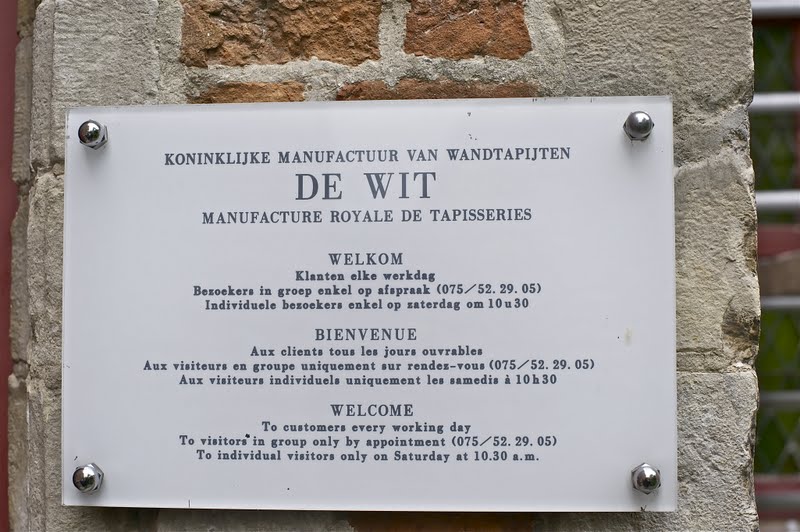 KONINKLIJKE MANUFACTUUR VAN WANDTAPIJTEN
DE WIT
MANUFACTURE ROYALE DE TAPISSERIES
WELKOM
Klanten elke werkdag
Bezoekers in groep enkel op afspraak (075/52.29.05)
Individuele bezoekers enkel op zaterdag om 10u30
BIENVENUE
Aux clients tous les jours ouvrables
Aux visiteurs en groupe uniquement sur rendez-vous (075/52.29.05)
Aux visiteurs individuels uniquement les samedis à 10h30
WELCOME
To customers every working day
To visitors in group only by appointment (075/52.29.05)
To individual visitors only on Saturday at 10.30 a.m.